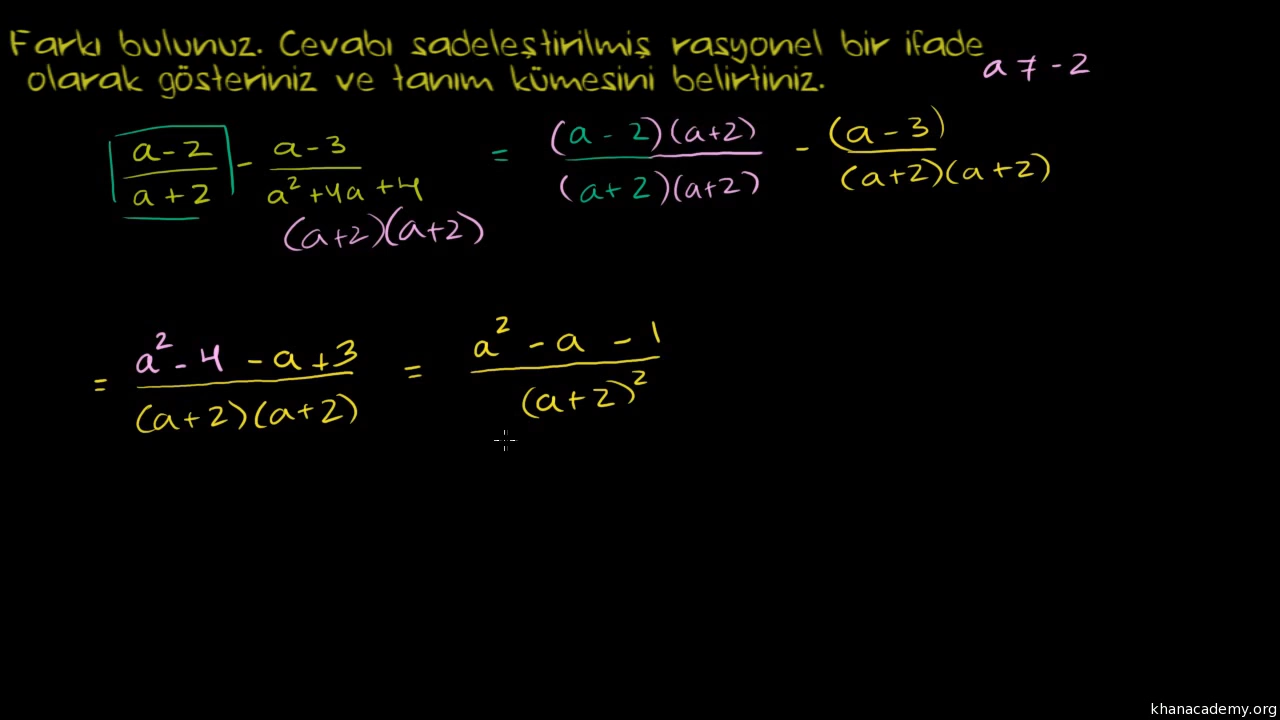 Farkı bulunuz. Cevabı sadeleştirilmiş rasyonel bir ifade
olarak gösteriniz ve tanım kümesini belirtiniz.
a ≠ -2
(a-2)/(a+2) - (a-3)/(a²+4a+4) = (a-2)(a+2)/(a+2)(a+2) - (a-3)/(a+2)(a+2)
(a+2)(a+2)
= (a²-4-a+3)/(a+2)(a+2) = (a²-a-1)/(a+2)²
khanacademy.org